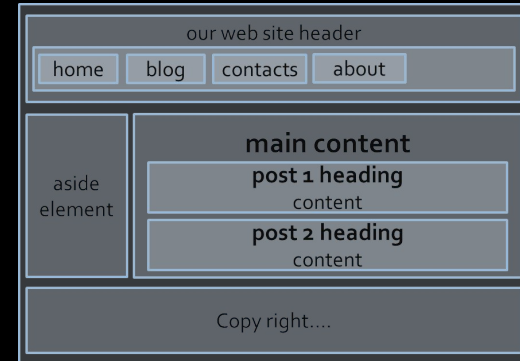 our web site header
home blog contacts about
aside
element
main content
post 1 heading
content
post 2 heading
content
Copy right....